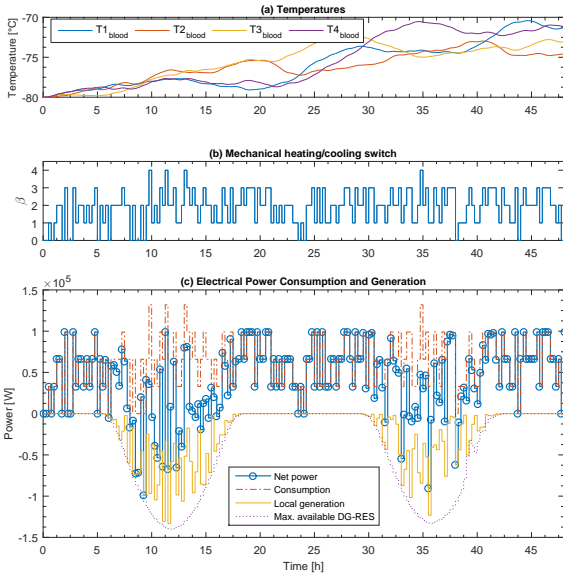 (a) Temperatures
T1blood T2blood T3blood T4blood
Temperature [°C]
-70
-75
-80
0 5 10 15 20 25 30 35 40 45
(b) Mechanical heating/cooling switch
β
4
3
2
1
0
0 5 10 15 20 25 30 35 40 45
(c) Electrical Power Consumption and Generation
× 10^5
Power [W]
1.5
1
0.5
0
-0.5
-1
-1.5
Net power
Consumption
Local generation
Max. available DG-RES
0 5 10 15 20 25 30 35 40 45
Time [h]